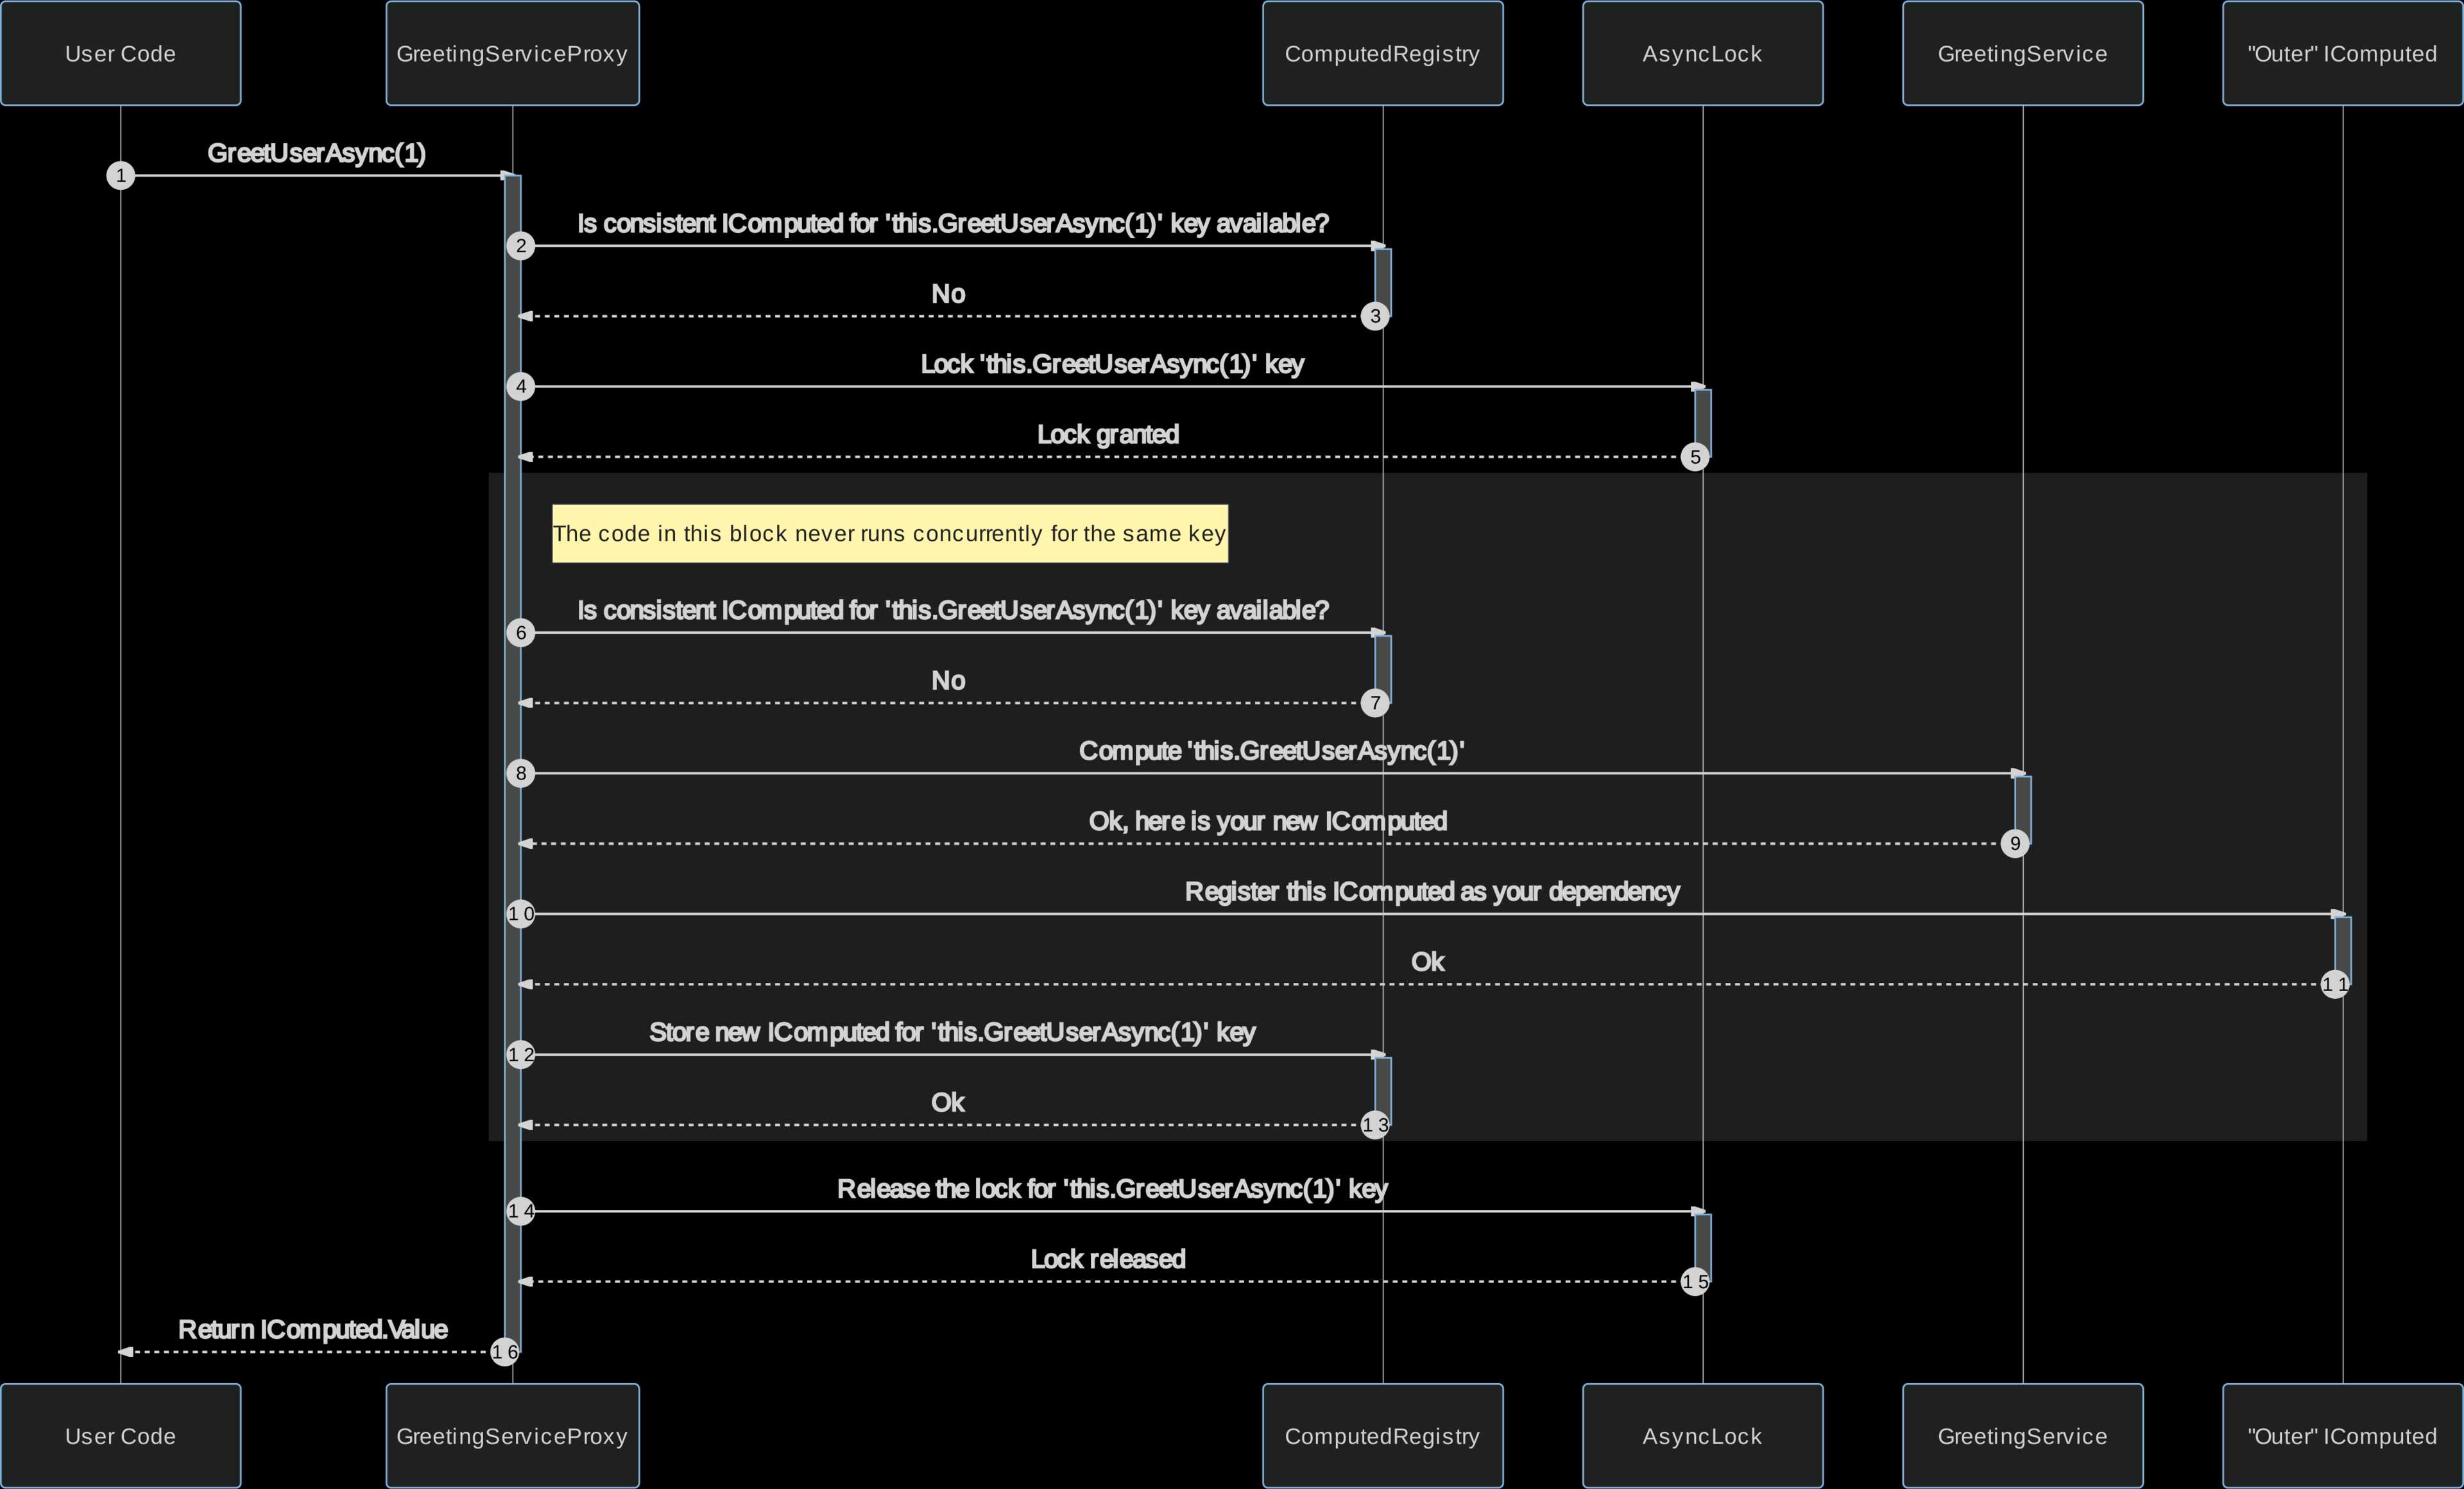 User Code
GreetingServiceProxy
ComputedRegistry
AsyncLock
GreetingService
"Outer" IComputed
GreetUserAsync(1)
1
Is consistent IComputed for 'this.GreetUserAsync(1)' key available?
2
No
3
Lock 'this.GreetUserAsync(1)' key
4
Lock granted
5
The code in this block never runs concurrently for the same key
Is consistent IComputed for 'this.GreetUserAsync(1)' key available?
6
No
7
Compute 'this.GreetUserAsync(1)'
8
Ok, here is your new IComputed
9
Register this IComputed as your dependency
10
Ok
11
Store new IComputed for 'this.GreetUserAsync(1)' key
12
Ok
13
Release the lock for 'this.GreetUserAsync(1)' key
14
Lock released
15
Return IComputed.Value
16
User Code
GreetingServiceProxy
ComputedRegistry
AsyncLock
GreetingService
"Outer" IComputed